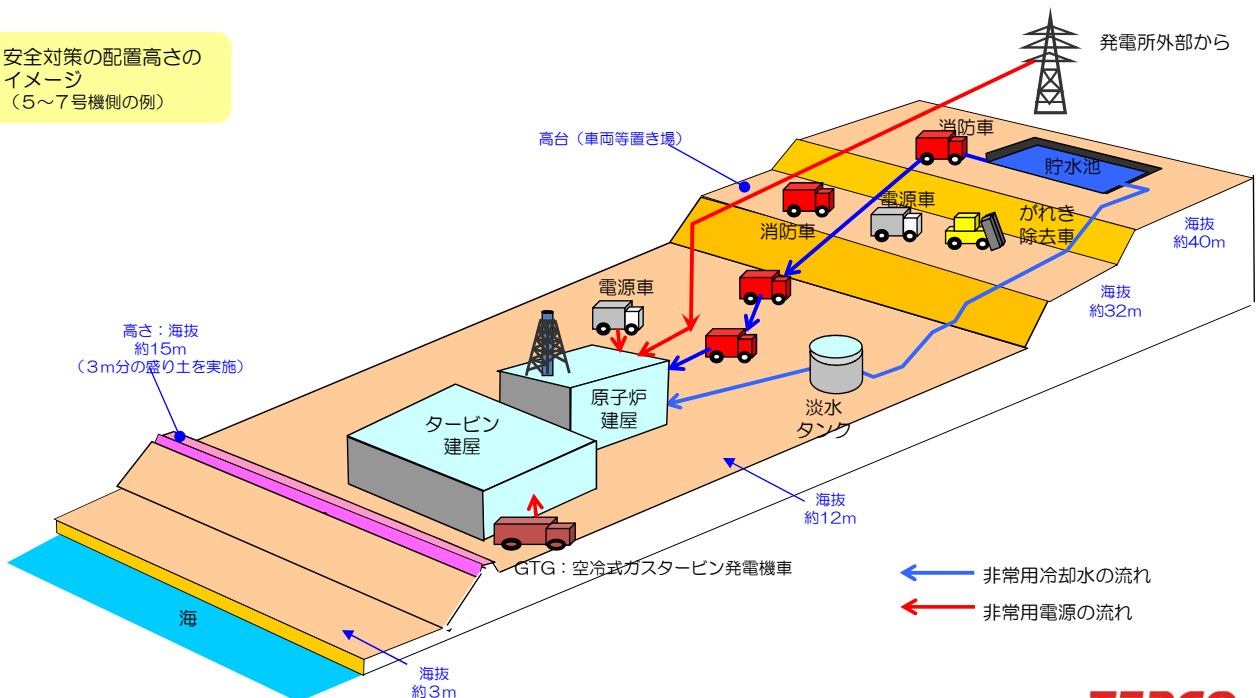 安全対策の配置高さの
イメージ
(5~7号機側の例)
発電所外部から
消防車
高台(車両等置き場)
貯水池
電源車
がれき
除去車
消防車
海抜
約40m
海抜
約32m
電源車
高さ:海抜
約15m
(3m分の盛り土を実施)
原子炉
建屋
タービン
建屋
淡水
タンク
海抜
約12m
GTG:空冷式ガスタービン発電機車
非常用冷却水の流れ
非常用電源の流れ
海
海抜
約3m